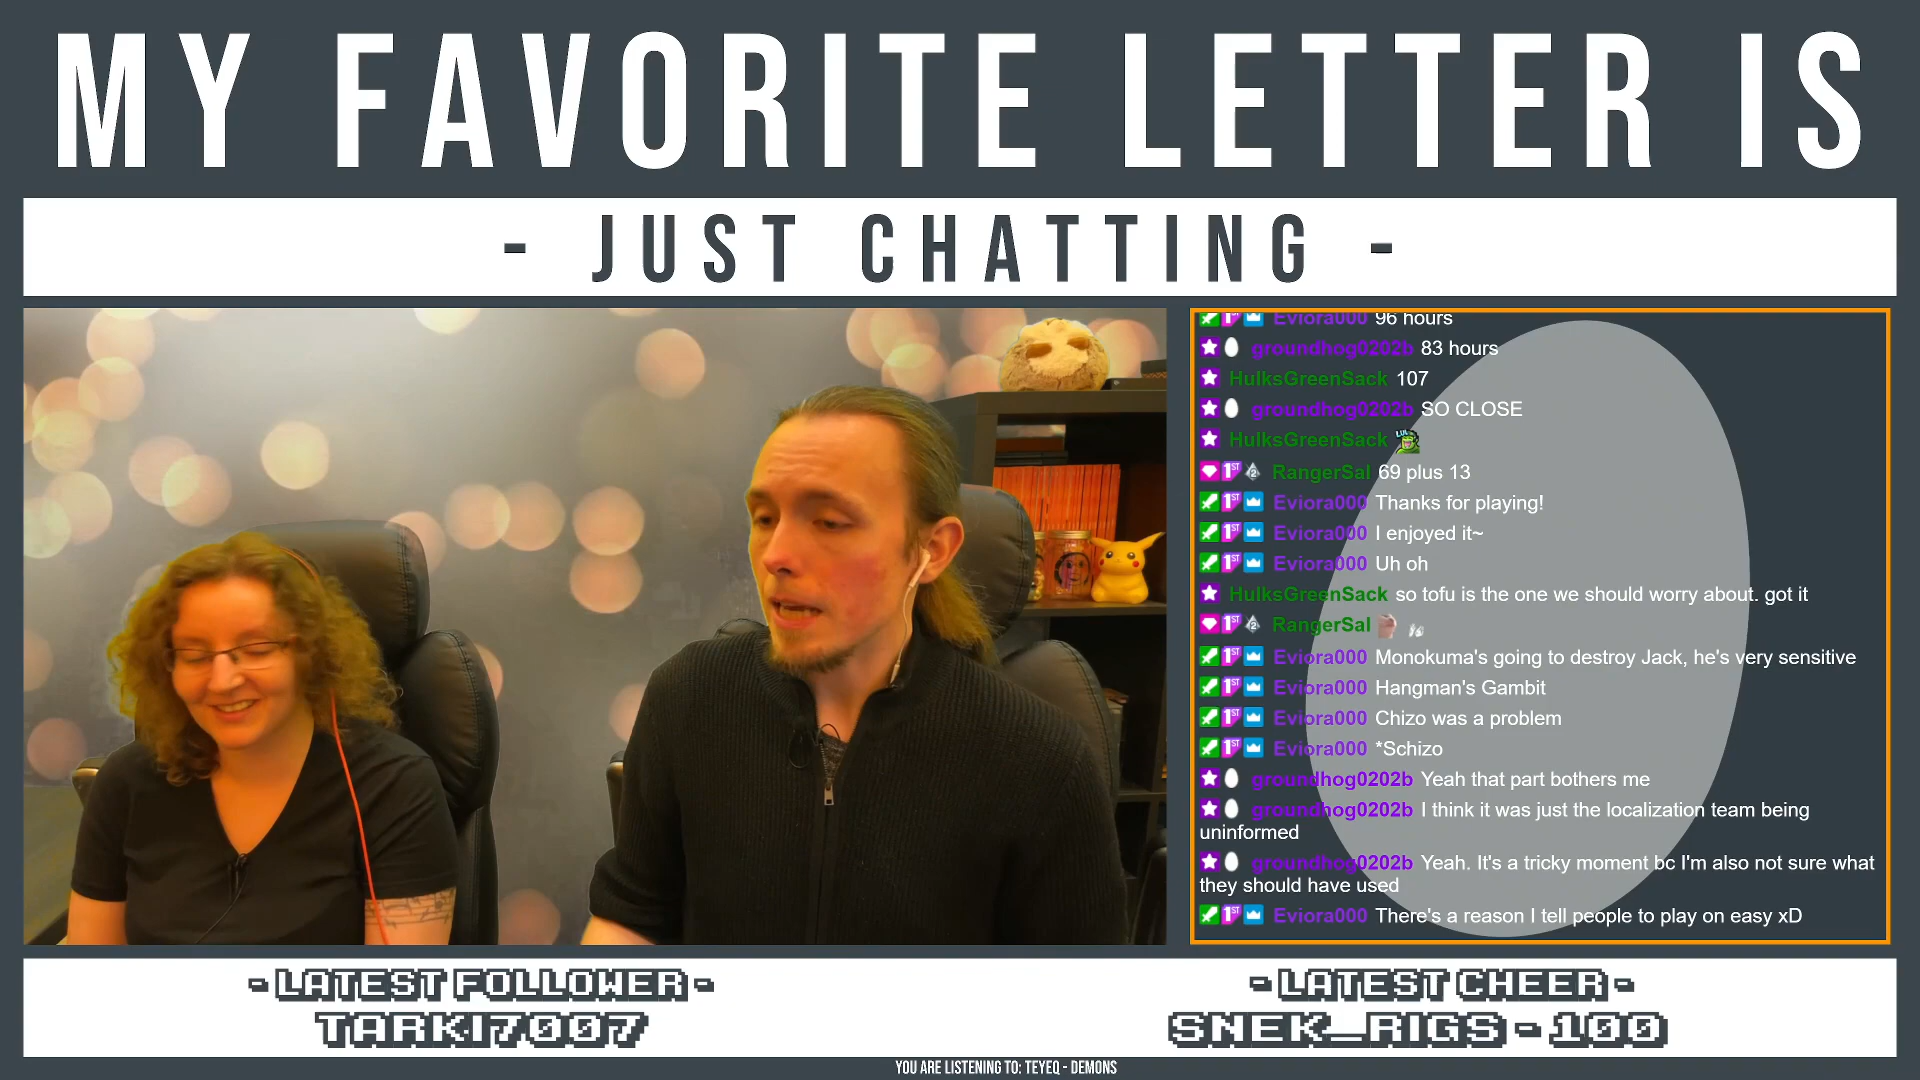 MY FAVORITE LETTER IS
- JUST CHATTING -
Eviora000 96 hours
groundhog0202b 83 hours
HulksGreenSack 107
groundhog0202b SO CLOSE
HulksGreenSack LUL
RangerSal 69 plus 13
Eviora000 Thanks for playing!
Eviora000 I enjoyed it~
Eviora000 Uh oh
HulksGreenSack so tofu is the one we should worry about. got it
RangerSal
Eviora000 Monokuma's going to destroy Jack, he's very sensitive
Eviora000 Hangman's Gambit
Eviora000 Chizo was a problem
Eviora000 *Schizo
groundhog0202b Yeah that part bothers me
groundhog0202b I think it was just the localization team being
uninformed
groundhog0202b Yeah. It's a tricky moment bc I'm also not sure what
they should have used
Eviora000 There's a reason I tell people to play on easy xD
- LATEST FOLLOWER -
TARKI7007
- LATEST CHEER -
SNEK_RIGS - 100
YOU ARE LISTENING TO: TEYEQ - DEMONS